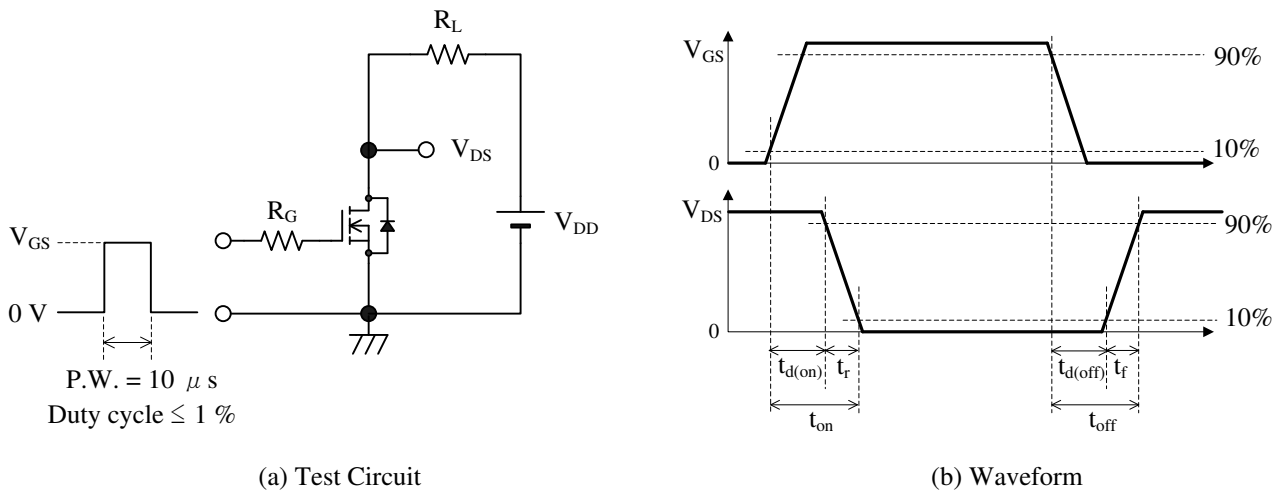 R_L
V_DS
R_G
V_DD
V_GS
0 V
P.W. = 10 μ s
Duty cycle ≤ 1 %
(a) Test Circuit
V_GS
90%
10%
0
V_DS
90%
10%
0
t_d(on) t_r t_d(off) t_f
t_on t_off
(b) Waveform